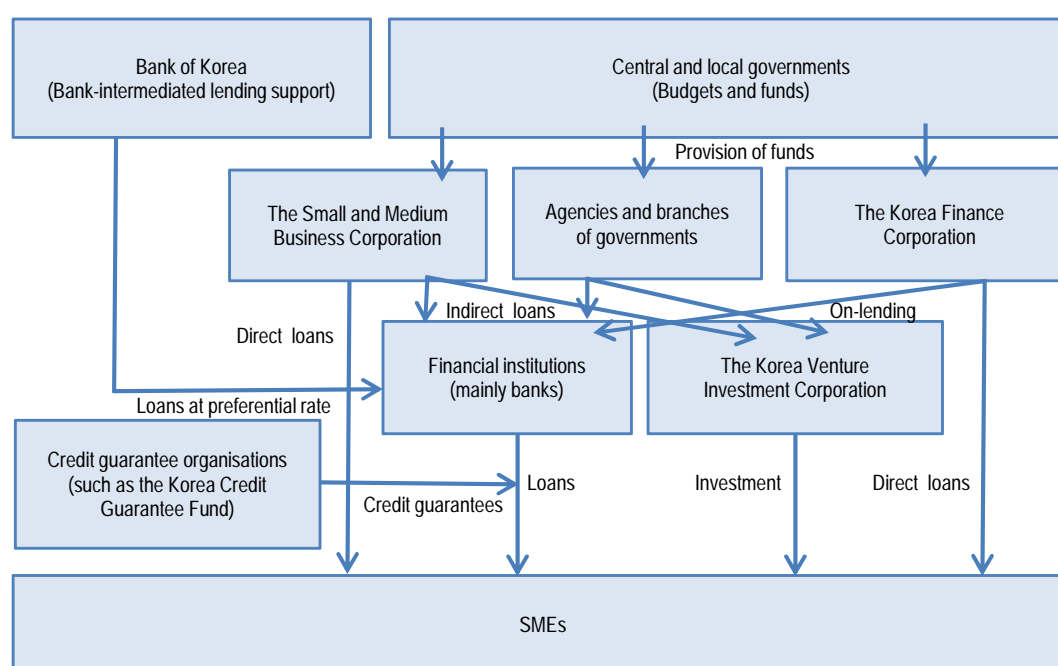 Bank of Korea
(Bank-intermediated lending support)
Central and local governments
(Budgets and funds)
Provision of funds
The Small and Medium
Business Corporation
Agencies and branches
of governments
The Korea Finance
Corporation
Direct loans
Indirect loans
On-lending
Financial institutions
(mainly banks)
The Korea Venture
Investment Corporation
Loans at preferential rate
Credit guarantee organisations
(such as the Korea Credit
Guarantee Fund)
Credit guarantees
Loans
Investment
Direct loans
SMEs